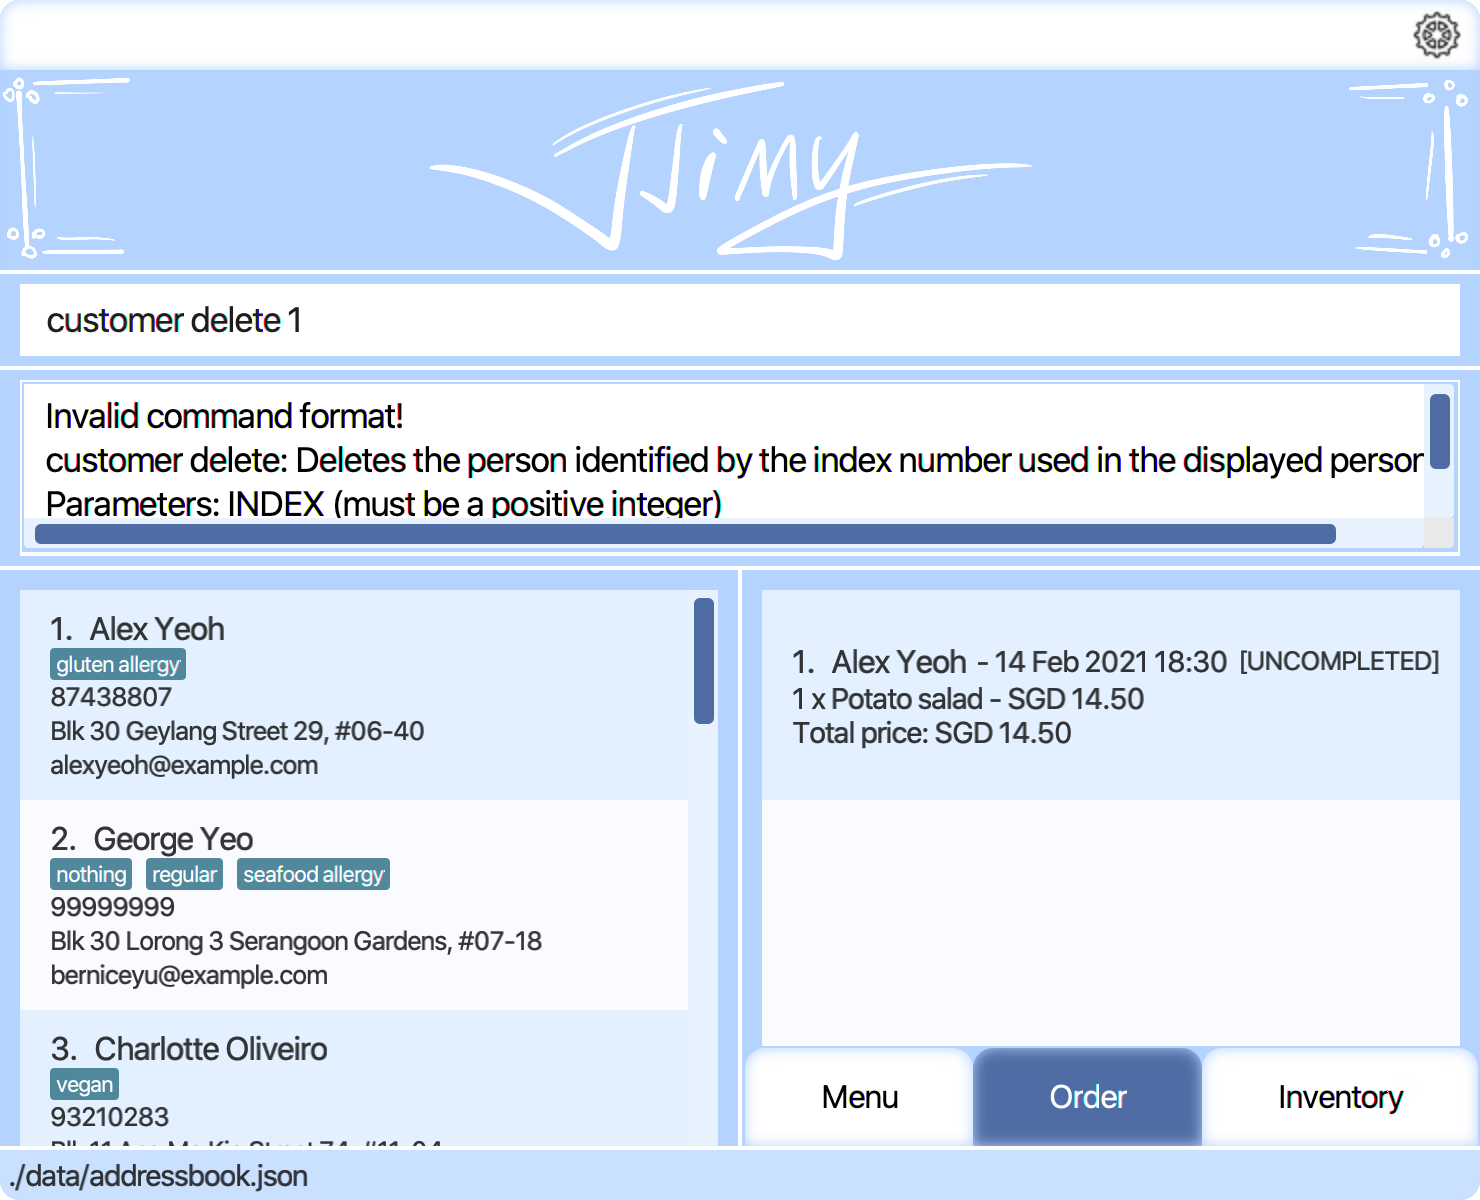 JJimy
customer delete 1
Invalid command format!
customer delete: Deletes the person identified by the index number used in the displayed person
Parameters: INDEX (must be a positive integer)
1. Alex Yeoh
gluten allergy
87438807
Blk 30 Geylang Street 29, #06-40
alexyeoh@example.com
2. George Yeo
nothing regular seafood allergy
99999999
Blk 30 Lorong 3 Serangoon Gardens, #07-18
berniceyu@example.com
3. Charlotte Oliveiro
vegan
93210283
1. Alex Yeoh - 14 Feb 2021 18:30 [UNCOMPLETED]
1 x Potato salad - SGD 14.50
Total price: SGD 14.50
Menu Order Inventory
./data/addressbook.json